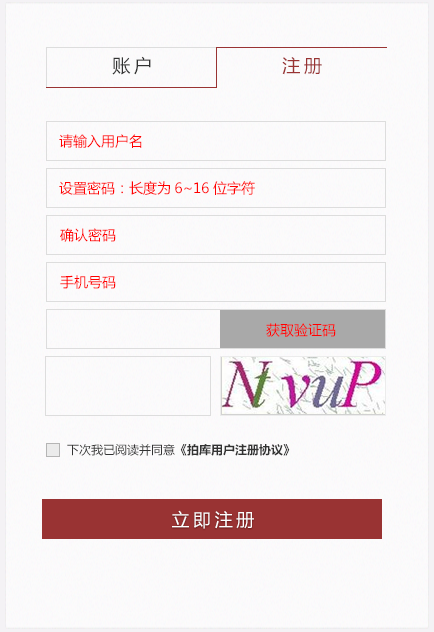 账户
注册
请输入用户名
设置密码：长度为 6~16 位字符
确认密码
手机号码
获取验证码
Nt vuP
下次我已阅读并同意《拍库用户注册协议》
立即注册